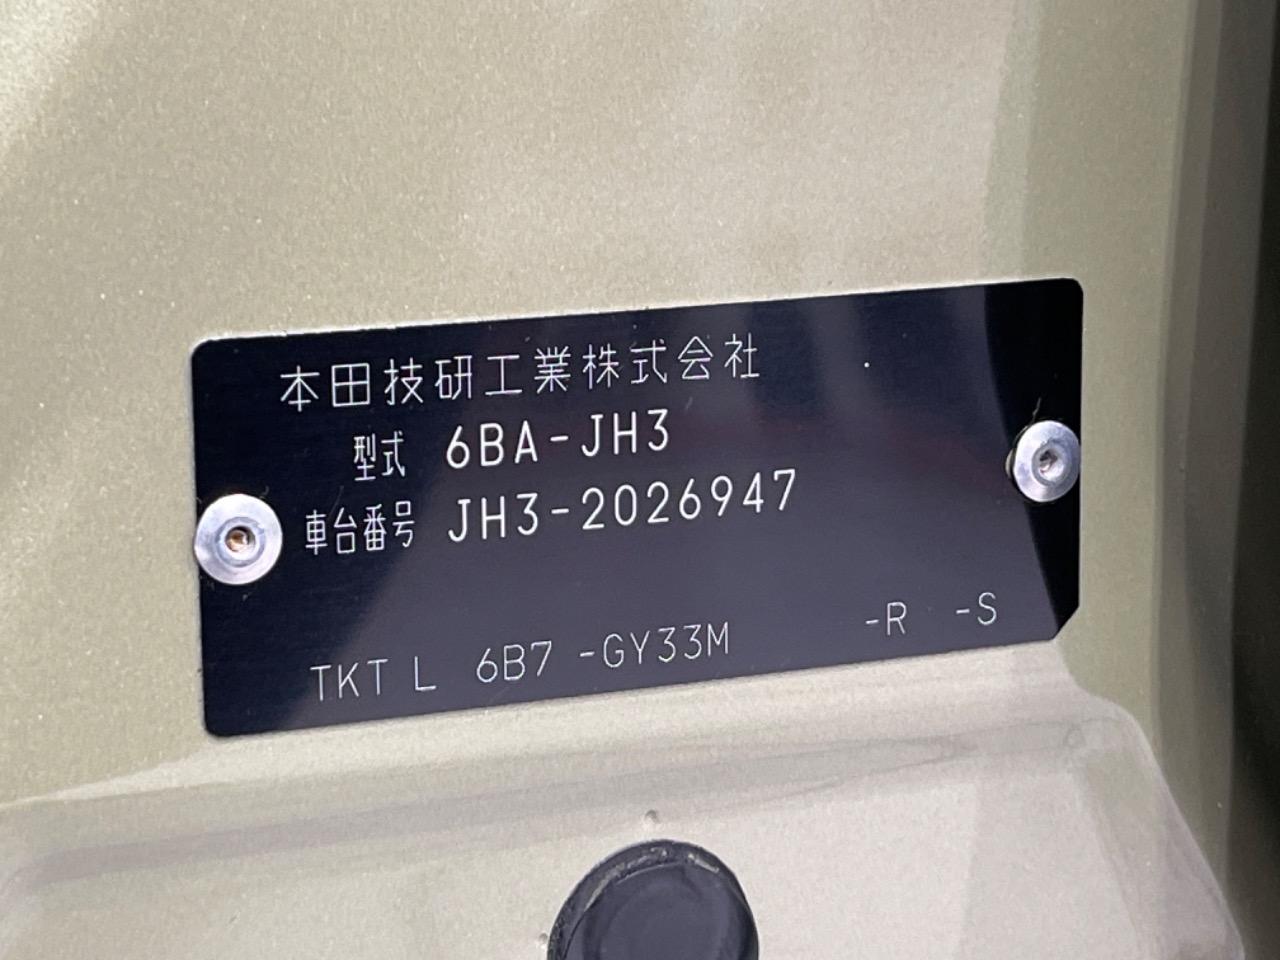 本田技研工業株式会社
型式 6BA-JH3
車台番号 JH3-2026947
TKT L 6B7 -GY33M -R -S